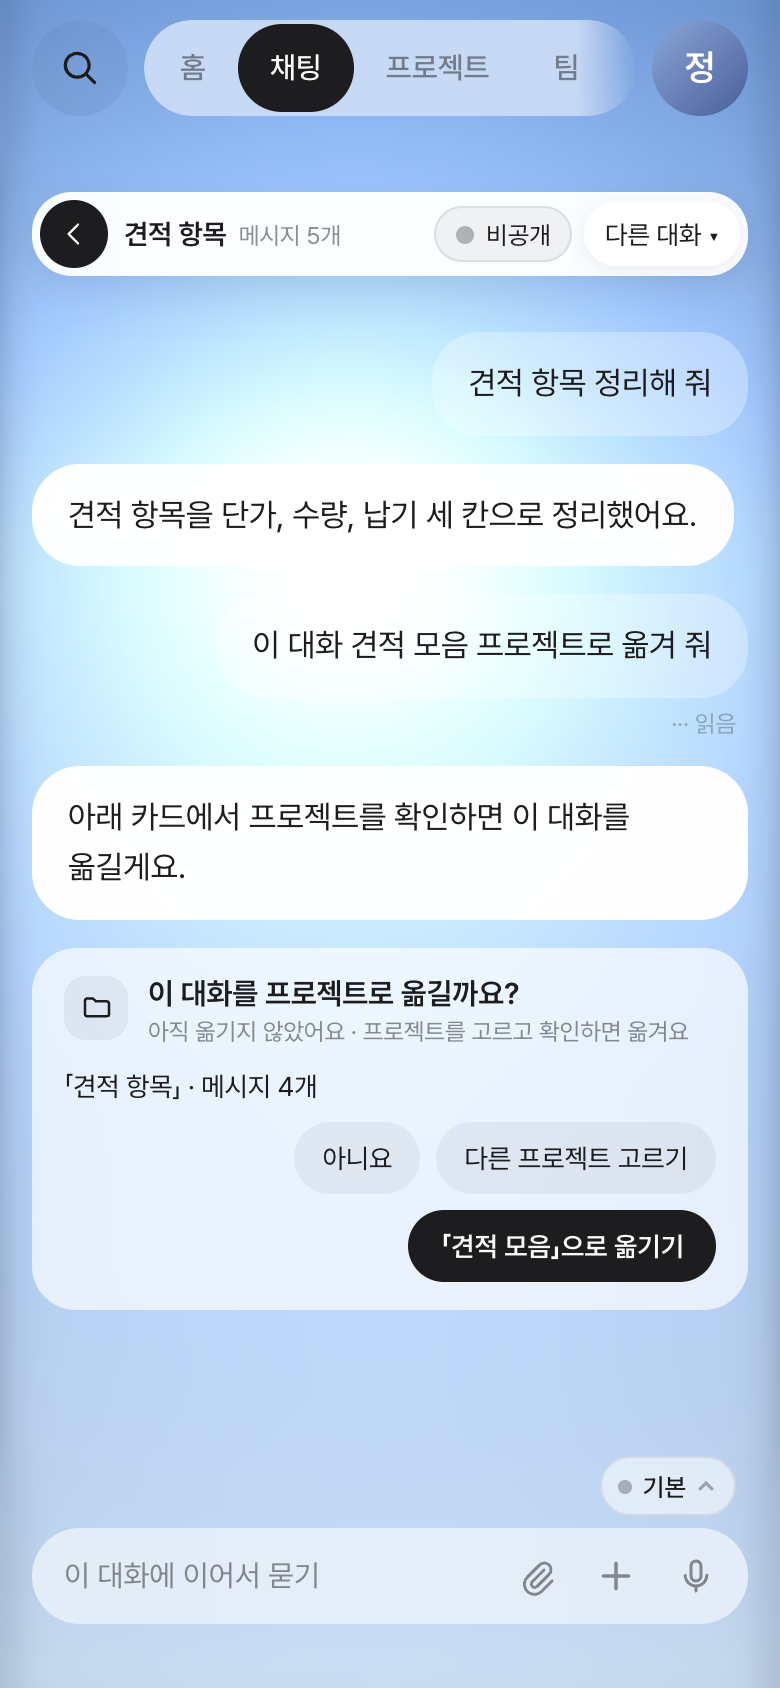 홈
채팅
프로젝트
팀
정
견적 항목 메시지 5개
비공개
다른 대화 ▾
견적 항목 정리해 줘
견적 항목을 단가, 수량, 납기 세 칸으로 정리했어요.
이 대화 견적 모음 프로젝트로 옮겨 줘
··· 읽음
아래 카드에서 프로젝트를 확인하면 이 대화를
옮길게요.
이 대화를 프로젝트로 옮길까요?
아직 옮기지 않았어요 · 프로젝트를 고르고 확인하면 옮겨요
「견적 항목」 · 메시지 4개
아니요
다른 프로젝트 고르기
「견적 모음」으로 옮기기
기본
이 대화에 이어서 묻기